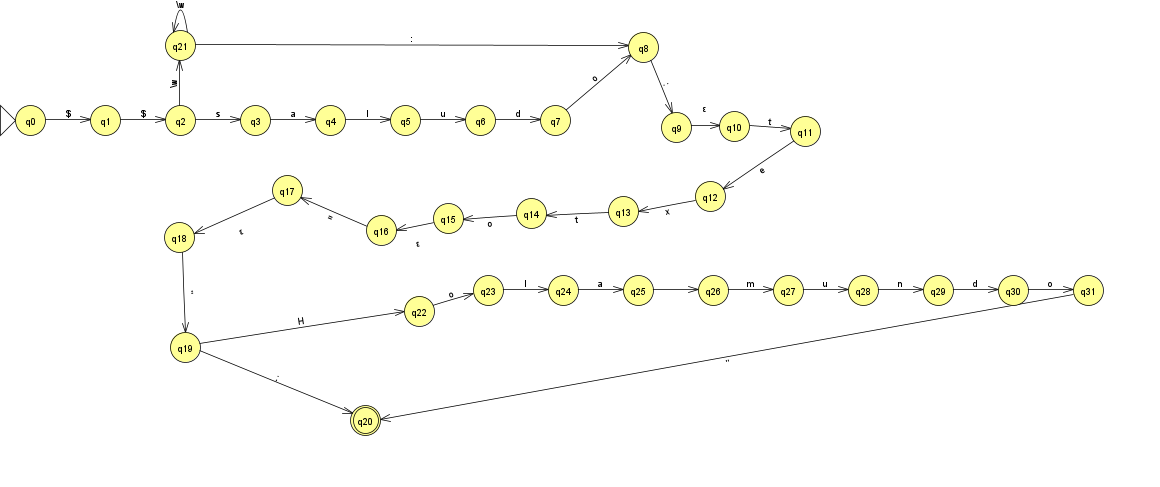 \w
q21
:
q8
\w
o
.
q0
$
q1
$
q2
s
q3
a
q4
l
q5
u
q6
d
q7
ε
q9
q10
t
q11
e
q17
q12
x
q13
t
q14
o
q15
ε
q16
=
ε
q18
q22
o
q23
l
q24
a
q25
q26
m
q27
u
q28
n
q29
d
q30
o
q31
H
q19
"
;
q20